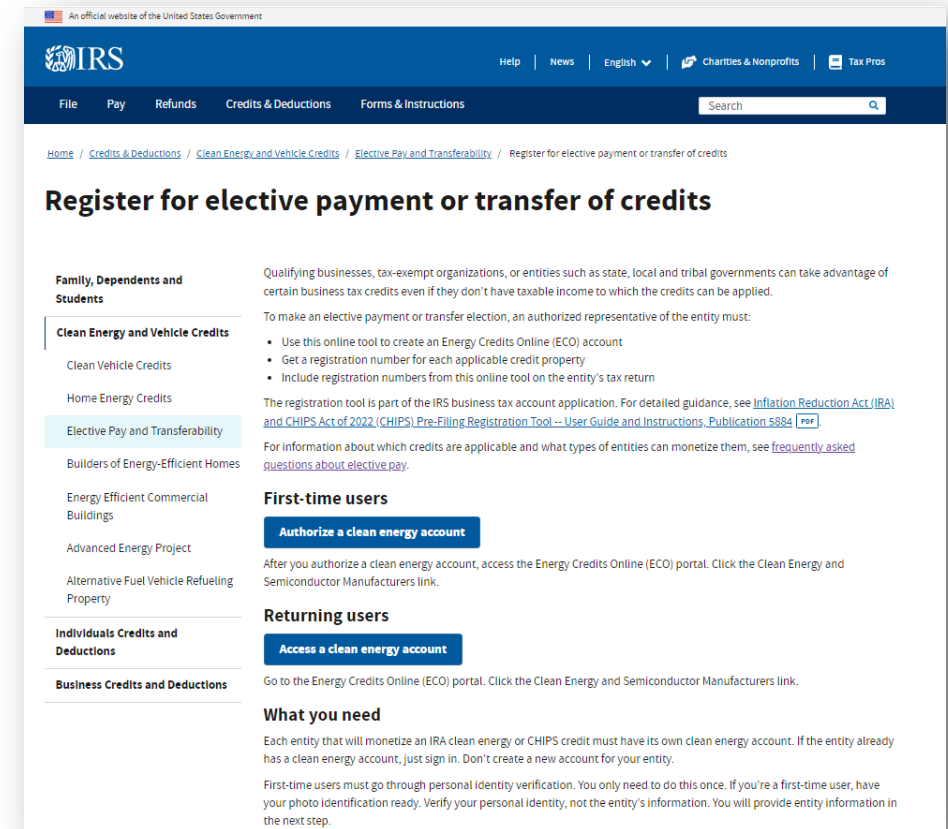 An official website of the United States Government
IRS
Help
News
English
Charities & Nonprofits
Tax Pros
File
Pay
Refunds
Credits & Deductions
Forms & Instructions
Search
Home / Credits & Deductions / Clean Energy and Vehicle Credits / Elective Pay and Transferability / Register for elective payment or transfer of credits
Register for elective payment or transfer of credits
Family, Dependents and
Students
Clean Energy and Vehicle Credits
Clean Vehicle Credits
Home Energy Credits
Elective Pay and Transferability
Builders of Energy-Efficient Homes
Energy Efficient Commercial
Buildings
Advanced Energy Project
Alternative Fuel Vehicle Refueling
Property
Individuals Credits and
Deductions
Business Credits and Deductions
Qualifying businesses, tax-exempt organizations, or entities such as state, local and tribal governments can take advantage of
certain business tax credits even if they don't have taxable income to which the credits can be applied.
To make an elective payment or transfer election, an authorized representative of the entity must:
• Use this online tool to create an Energy Credits Online (ECO) account
• Get a registration number for each applicable credit property
• Include registration numbers from this online tool on the entity's tax return
The registration tool is part of the IRS business tax account application. For detailed guidance, see Inflation Reduction Act (IRA)
and CHIPS Act of 2022 (CHIPS) Pre-Filing Registration Tool -- User Guide and Instructions, Publication 5884 PDF.
For information about which credits are applicable and what types of entities can monetize them, see frequently asked
questions about elective pay.
First-time users
Authorize a clean energy account
After you authorize a clean energy account, access the Energy Credits Online (ECO) portal. Click the Clean Energy and
Semiconductor Manufacturers link.
Returning users
Access a clean energy account
Go to the Energy Credits Online (ECO) portal. Click the Clean Energy and Semiconductor Manufacturers link.
What you need
Each entity that will monetize an IRA clean energy or CHIPS credit must have its own clean energy account. If the entity already
has a clean energy account, just sign in. Don't create a new account for your entity.
First-time users must go through personal identity verification. You only need to do this once. If you're a first-time user, have
your photo identification ready. Verify your personal identity, not the entity's information. You will provide entity information in
the next step.